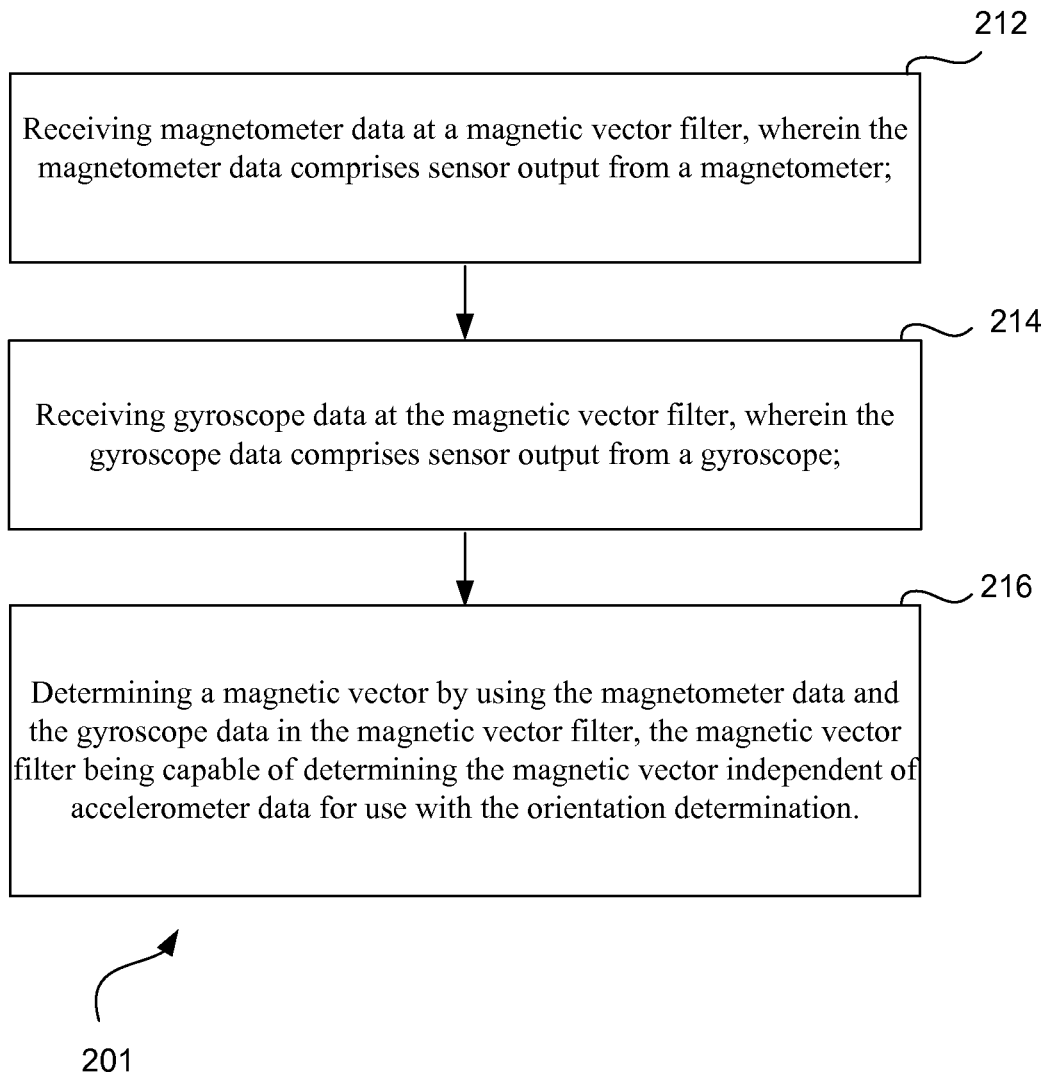 212
Receiving magnetometer data at a magnetic vector filter, wherein the
magnetometer data comprises sensor output from a magnetometer;
214
Receiving gyroscope data at the magnetic vector filter, wherein the
gyroscope data comprises sensor output from a gyroscope;
216
Determining a magnetic vector by using the magnetometer data and
the gyroscope data in the magnetic vector filter, the magnetic vector
filter being capable of determining the magnetic vector independent of
accelerometer data for use with the orientation determination.
201